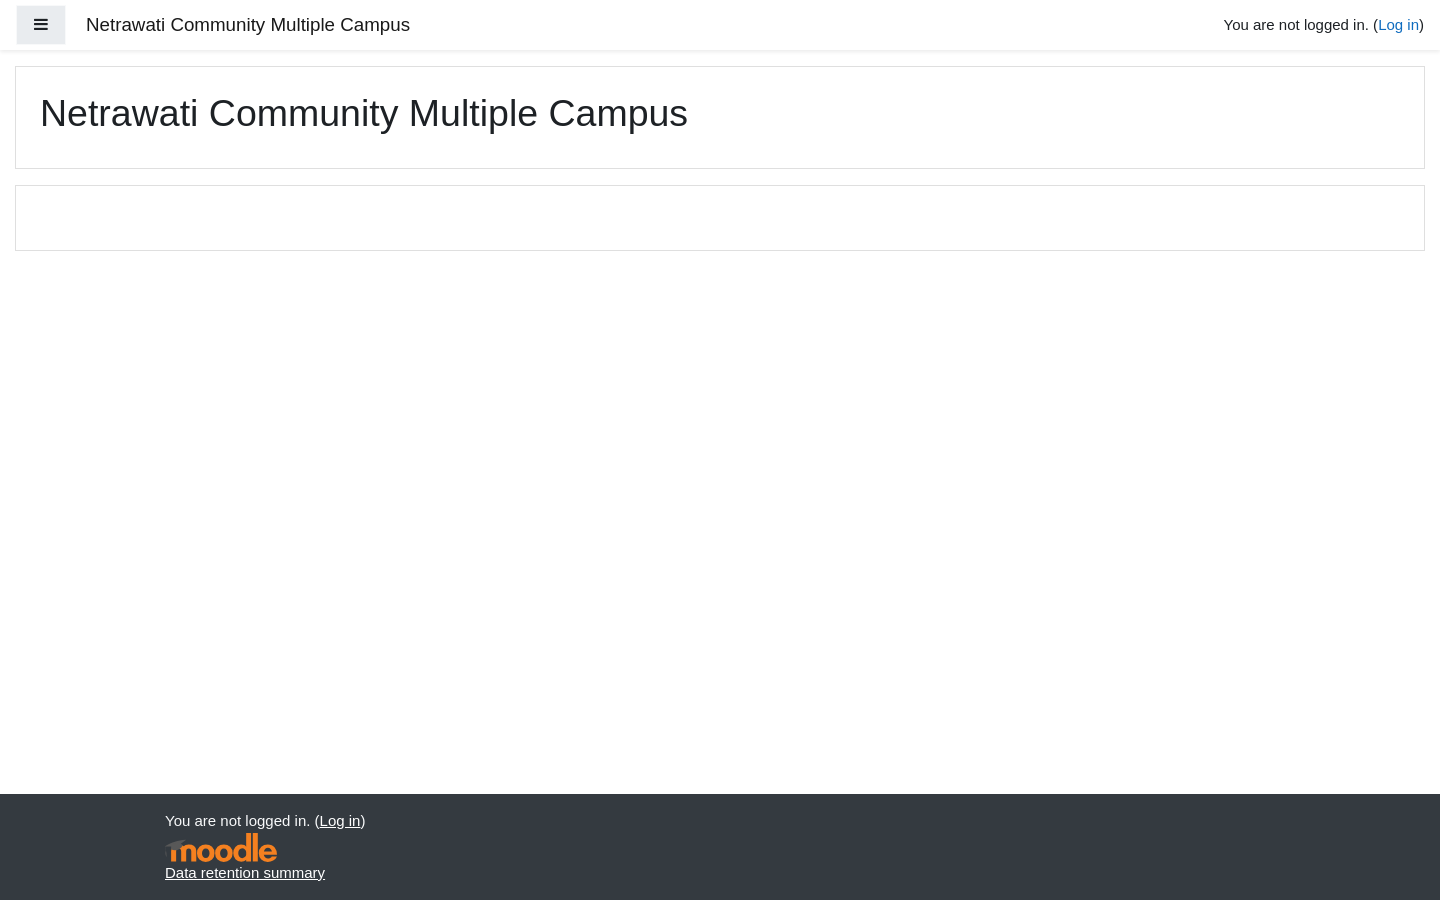 Netrawati Community Multiple Campus
You are not logged in. (Log in)
Netrawati Community Multiple Campus
You are not logged in. (Log in)
moodle
Data retention summary